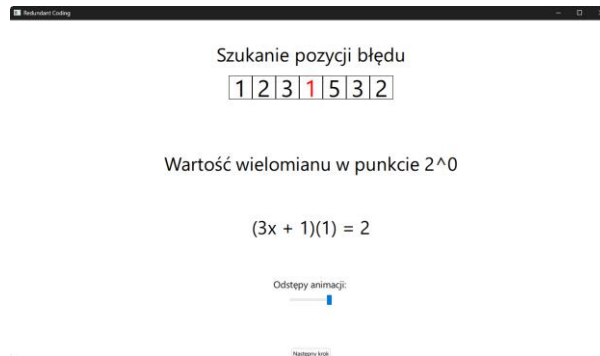 Redundant Coding
Szukanie pozycji błędu
1 2 3 1 5 3 2
Wartość wielomianu w punkcie 2^0
(3x + 1)(1) = 2
Odstępy animacji:
Następny krok